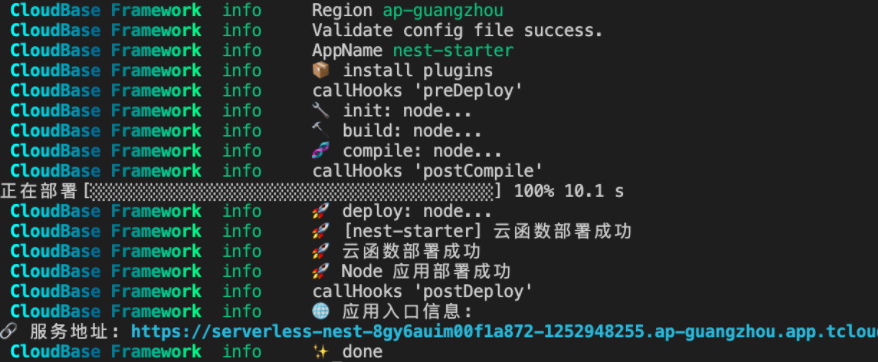 CloudBase Framework info Region ap-guangzhou
CloudBase Framework info Validate config file success.
CloudBase Framework info AppName nest-starter
CloudBase Framework info 📦 install plugins
CloudBase Framework info callHooks 'preDeploy'
CloudBase Framework info 🔧 init: node...
CloudBase Framework info 🔨 build: node...
CloudBase Framework info 🧬 compile: node...
CloudBase Framework info callHooks 'postCompile'
正在部署[░░░░░░░░░░░░░░░░░░░░░░░░░░░░░░░░░░░░░░░░] 100% 10.1 s
CloudBase Framework info 🚀 deploy: node...
CloudBase Framework info 🚀 [nest-starter] 云函数部署成功
CloudBase Framework info 🚀 云函数部署成功
CloudBase Framework info 🚀 Node 应用部署成功
CloudBase Framework info callHooks 'postDeploy'
CloudBase Framework info 🌐 应用入口信息:
🔗 服务地址: https://serverless-nest-8gy6auim00f1a872-1252948255.ap-guangzhou.app.tclou
CloudBase Framework info ✨ done